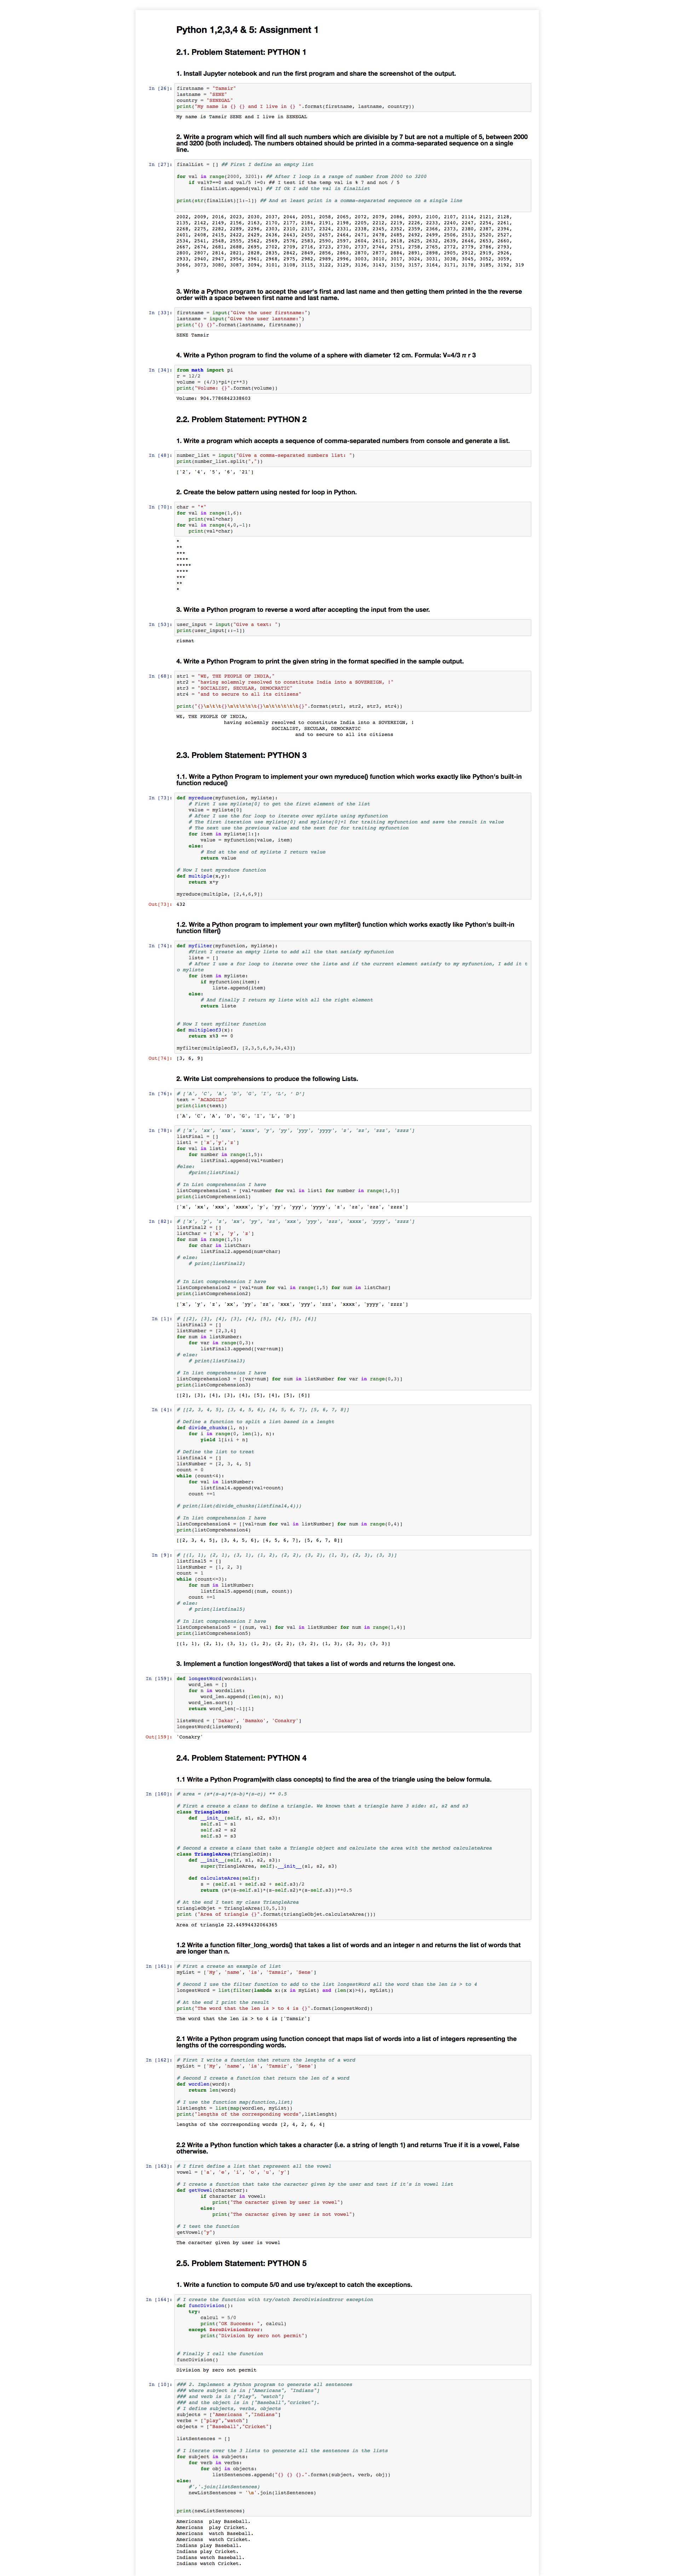 Python 1,2,3,4 & 5: Assignment 1
2.1. Problem Statement: PYTHON 1
1. Install Jupyter notebook and run the first program and share the screenshot of the output.
In [26]: firstname = "Tamsir"
lastname = "SENE"
country = "SENEGAL"
print("My name is {} {} and I live in {} ".format(firstname, lastname, country))
My name is Tamsir SENE and I live in SENEGAL
2. Write a program which will find all such numbers which are divisible by 7 but are not a multiple of 5, between 2000
and 3200 (both included). The numbers obtained should be printed in a comma-separated sequence on a single
line.
In [27]: finalList = [] ## First I define an empty list
for val in range(2000, 3201): ## After I loop in a range of number from 2000 to 3200
if val%7==0 and val/5 !=0: ## I test if the temp val is % 7 and not / 5
finalList.append(val) ## If OK I add the val in finalList
print(str(finalList)[1:-1]) ## And at least print in a comma-separated sequence on a single line
2002, 2009, 2016, 2023, 2030, 2037, 2044, 2051, 2058, 2065, 2072, 2079, 2086, 2093, 2100, 2107, 2114, 2121, 2128,
2135, 2142, 2149, 2156, 2163, 2170, 2177, 2184, 2191, 2198, 2205, 2212, 2219, 2226, 2233, 2240, 2247, 2254, 2261,
2268, 2275, 2282, 2289, 2296, 2303, 2310, 2317, 2324, 2331, 2338, 2345, 2352, 2359, 2366, 2373, 2380, 2387, 2394,
2401, 2408, 2415, 2422, 2429, 2436, 2443, 2450, 2457, 2464, 2471, 2478, 2485, 2492, 2499, 2506, 2513, 2520, 2527,
2534, 2541, 2548, 2555, 2562, 2569, 2576, 2583, 2590, 2597, 2604, 2611, 2618, 2625, 2632, 2639, 2646, 2653, 2660,
2667, 2674, 2681, 2688, 2695, 2702, 2709, 2716, 2723, 2730, 2737, 2744, 2751, 2758, 2765, 2772, 2779, 2786, 2793,
2800, 2807, 2814, 2821, 2828, 2835, 2842, 2849, 2856, 2863, 2870, 2877, 2884, 2891, 2898, 2905, 2912, 2919, 2926,
2933, 2940, 2947, 2954, 2961, 2968, 2975, 2982, 2989, 2996, 3003, 3010, 3017, 3024, 3031, 3038, 3045, 3052, 3059,
3066, 3073, 3080, 3087, 3094, 3101, 3108, 3115, 3122, 3129, 3136, 3143, 3150, 3157, 3164, 3171, 3178, 3185, 3192, 319
9
3. Write a Python program to accept the user's first and last name and then getting them printed in the the reverse
order with a space between first name and last name.
In [33]: firstname = input("Give the user firstname:")
lastname = input("Give the user lastname:")
print("{} {}".format(lastname, firstname))
SENE Tamsir
4. Write a Python program to find the volume of a sphere with diameter 12 cm. Formula: V=4/3 π r 3
In [34]: from math import pi
r = 12/2
volume = (4/3)*pi*(r**3)
print("Volume: {}".format(volume))
Volume: 904.7786842338603
2.2. Problem Statement: PYTHON 2
1. Write a program which accepts a sequence of comma-separated numbers from console and generate a list.
In [48]: number_list = input("Give a comma-separated numbers list: ")
print(number_list.split(","))
['2', '4', '5', '6', '21']
2. Create the below pattern using nested for loop in Python.
In [70]: char = "*"
for val in range(1,6):
print(val*char)
for val in range(4,0,-1):
print(val*char)
*
**
***
****
*****
****
***
**
*
3. Write a Python program to reverse a word after accepting the input from the user.
In [53]: user_input = input("Give a text: ")
print(user_input[::-1])
rismat
4. Write a Python Program to print the given string in the format specified in the sample output.
In [68]: str1 = "WE, THE PEOPLE OF INDIA,"
str2 = "having solemnly resolved to constitute India into a SOVEREIGN, !"
str3 = "SOCIALIST, SECULAR, DEMOCRATIC"
str4 = "and to secure to all its citizens"
print("{}\n\t\t{}\n\t\t\t\t{}\n\t\t\t\t\t{}".format(str1, str2, str3, str4))
WE, THE PEOPLE OF INDIA,
having solemnly resolved to constitute India into a SOVEREIGN, !
SOCIALIST, SECULAR, DEMOCRATIC
and to secure to all its citizens
2.3. Problem Statement: PYTHON 3
1.1. Write a Python Program to implement your own myreduce() function which works exactly like Python's built-in
function reduce()
In [73]: def myreduce(myfunction, myliste):
# First I use myliste[0] to get the first element of the list
value = myliste[0]
# After I use the for loop to iterate over myliste using myfunction
# The first iteration use myliste[0] and myliste[0]+1 for traiting myfunction and save the result in value
# The next use the previous value and the next for for traiting myfunction
for item in myliste[1:]:
value = myfunction(value, item)
else:
# End at the end of myliste I return value
return value
# Now I test myreduce function
def multiple(x,y):
return x*y
myreduce(multiple, [2,4,6,9])
Out[73]: 432
1.2. Write a Python program to implement your own myfilter() function which works exactly like Python's built-in
function filter()
In [74]: def myfilter(myfunction, myliste):
#First I create an empty liste to add all the that satisfy myfunction
liste = []
# After I use a for loop to iterate over the liste and if the current element satisfy to my myfunction, I add it t
o myliste
for item in myliste:
if myfunction(item):
liste.append(item)
else:
# And finally I return my liste with all the right element
return liste
# Now I test myfilter function
def multipleof3(x):
return x%3 == 0
myfilter(multipleof3, [2,3,5,6,9,34,43])
Out[74]: [3, 6, 9]
2. Write List comprehensions to produce the following Lists.
In [76]: # ['A', 'C', 'A', 'D', 'G', 'I', 'L', ' D']
text = "ACADGILD"
print(list(text))
['A', 'C', 'A', 'D', 'G', 'I', 'L', 'D']
In [78]: # ['x', 'xx', 'xxx', 'xxxx', 'y', 'yy', 'yyy', 'yyyy', 'z', 'zz', 'zzz', 'zzzz']
listFinal = []
list1 = ['x','y','z']
for val in list1:
for number in range(1,5):
listFinal.append(val*number)
#else:
#print(listFinal)
# In List comprehension I have
listComprehension1 = [val*number for val in list1 for number in range(1,5)]
print(listComprehension1)
['x', 'xx', 'xxx', 'xxxx', 'y', 'yy', 'yyy', 'yyyy', 'z', 'zz', 'zzz', 'zzzz']
In [82]: # ['x', 'y', 'z', 'xx', 'yy', 'zz', 'xxx', 'yyy', 'zzz', 'xxxx', 'yyyy', 'zzzz']
listFinal2 = []
listChar = ['x', 'y', 'z']
for num in range(1,5):
for char in listChar:
listFinal2.append(num*char)
# else:
# print(listFinal2)
# In List comprehension I have
listComprehension2 = [val*num for val in range(1,5) for num in listChar]
print(listComprehension2)
['x', 'y', 'z', 'xx', 'yy', 'zz', 'xxx', 'yyy', 'zzz', 'xxxx', 'yyyy', 'zzzz']
In [1]: # [[2], [3], [4], [3], [4], [5], [4], [5], [6]]
listFinal3 = []
listNumber = [2,3,4]
for num in listNumber:
for var in range(0,3):
listFinal3.append([var+num])
# else:
# print(listFinal3)
# In list comprehension I have
listComprehension3 = [[var+num] for num in listNumber for var in range(0,3)]
print(listComprehension3)
[[2], [3], [4], [3], [4], [5], [4], [5], [6]]
In [4]: # [[2, 3, 4, 5], [3, 4, 5, 6], [4, 5, 6, 7], [5, 6, 7, 8]]
# Define a function to split a list based in a lenght
def divide_chunks(l, n):
for i in range(0, len(l), n):
yield l[i:i + n]
# Define the list to treat
listfinal4 = []
listNumber = [2, 3, 4, 5]
count = 0
while (count<4):
for val in listNumber:
listfinal4.append(val+count)
count +=1
# print(list(divide_chunks(listfinal4,4)))
# In list comprehension I have
listComprehension4 = [[val+num for val in listNumber] for num in range(0,4)]
print(listComprehension4)
[[2, 3, 4, 5], [3, 4, 5, 6], [4, 5, 6, 7], [5, 6, 7, 8]]
In [9]: # [(1, 1), (2, 1), (3, 1), (1, 2), (2, 2), (3, 2), (1, 3), (2, 3), (3, 3)]
listfinal5 = []
listNumber = [1, 2, 3]
count = 1
while (count<=3):
for num in listNumber:
listfinal5.append((num, count))
count +=1
# else:
# print(listfinal5)
# In list comprehension I have
listComprehension5 = [(num, val) for val in listNumber for num in range(1,4)]
print(listComprehension5)
[(1, 1), (2, 1), (3, 1), (1, 2), (2, 2), (3, 2), (1, 3), (2, 3), (3, 3)]
3. Implement a function longestWord() that takes a list of words and returns the longest one.
In [159]: def longestWord(wordslist):
word_len = []
for n in wordslist:
word_len.append((len(n), n))
word_len.sort()
return word_len[-1][1]
listeWord = ['Dakar', 'Bamako', 'Conakry']
longestWord(listeWord)
Out[159]: 'Conakry'
2.4. Problem Statement: PYTHON 4
1.1 Write a Python Program(with class concepts) to find the area of the triangle using the below formula.
In [160]: # area = (s*(s-a)*(s-b)*(s-c)) ** 0.5
# First a create a class to define a triangle. We known that a triangle have 3 side: s1, s2 and s3
class TriangleDim:
def __init__(self, s1, s2, s3):
self.s1 = s1
self.s2 = s2
self.s3 = s3
# Second a create a class that take a Triangle object and calculate the area with the method calculateArea
class TriangleArea(TriangleDim):
def __init__(self, s1, s2, s3):
super(TriangleArea, self).__init__(s1, s2, s3)
def calculateArea(self):
s = (self.s1 + self.s2 + self.s3)/2
return (s*(s-self.s1)*(s-self.s2)*(s-self.s3))**0.5
# At the end I test my class TriangleArea
triangleObjet = TriangleArea(10,5,13)
print ("Area of triangle {}".format(triangleObjet.calculateArea()))
Area of triangle 22.44994432064365
1.2 Write a function filter_long_words() that takes a list of words and an integer n and returns the list of words that
are longer than n.
In [161]: # First a create an example of list
myList = ['My', 'name', 'is', 'Tamsir', 'Sene']
# Second I use the filter function to add to the list longestWord all the word than the len is > to 4
longestWord = list(filter(lambda x:(x in myList) and (len(x)>4), myList))
# At the end I print the result
print("The word that the len is > to 4 is {}".format(longestWord))
The word that the len is > to 4 is ['Tamsir']
2.1 Write a Python program using function concept that maps list of words into a list of integers representing the
lengths of the corresponding words.
In [162]: # First I write a function that return the lengths of a word
myList = ['My', 'name', 'is', 'Tamsir', 'Sene']
# Second I create a function that return the len of a word
def wordlen(word):
return len(word)
# I use the function map(function,list)
listlenght = list(map(wordlen, myList))
print("lengths of the corresponding words",listlenght)
lengths of the corresponding words [2, 4, 2, 6, 4]
2.2 Write a Python function which takes a character (i.e. a string of length 1) and returns True if it is a vowel, False
otherwise.
In [163]: # I first define a list that represent all the vowel
vowel = ['a', 'e', 'i', 'o', 'u', 'y']
# I create a function that take the caracter given by the user and test if it's in vowel list
def getVowel(character):
if character in vowel:
print("The caracter given by user is vowel")
else:
print("The caracter given by user is not vowel")
# I test the function
getVowel("y")
The caracter given by user is vowel
2.5. Problem Statement: PYTHON 5
1. Write a function to compute 5/0 and use try/except to catch the exceptions.
In [184]: # I create the function with try/catch ZeroDivisionError exception
def funcDivision():
try:
calcul = 5/0
print("OK Success: ", calcul)
except ZeroDivisionError:
print("Division by zero not permit")
# Finally I call the function
funcDivision()
Division by zero not permit
In [10]: ### 2. Implement a Python program to generate all sentences
### where subject is in ["Americans", "Indians"]
### and verb is in ["Play", "watch"]
### and the object is in ["Baseball","cricket"].
# I define subjects, verbs, objects
subjects = ["Americans ","Indians"]
verbs = ["play","watch"]
objects = ["Baseball","Cricket"]
listSentences = []
# I iterate over the 3 lists to generate all the sentences in the liste
for subject in subjects:
for verb in verbs:
for obj in objects:
listSentences.append("{} {} {}.".format(subject, verb, obj))
else:
#','.join(listSentences)
newListSentences = '\n'.join(listSentences)
print(newListSentences)
Americans  play Baseball.
Americans  play Cricket.
Americans  watch Baseball.
Americans  watch Cricket.
Indians play Baseball.
Indians play Cricket.
Indians watch Baseball.
Indians watch Cricket.